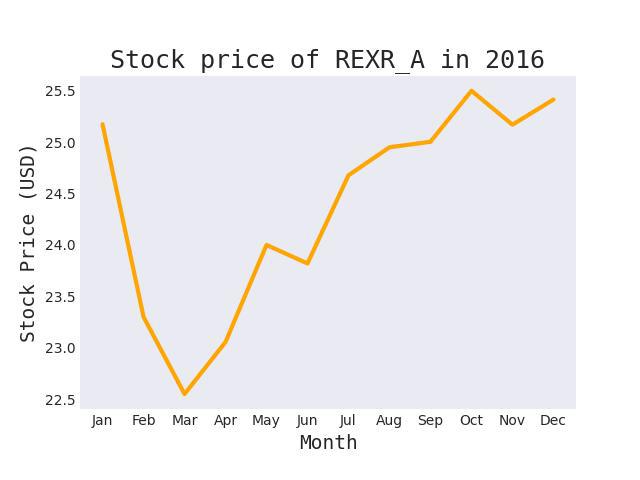 Stock price of REXR_A in 2016
Stock Price (USD)
25.5
25.0
24.5
24.0
23.5
23.0
22.5
Jan Feb Mar Apr May Jun Jul Aug Sep Oct Nov Dec
Month